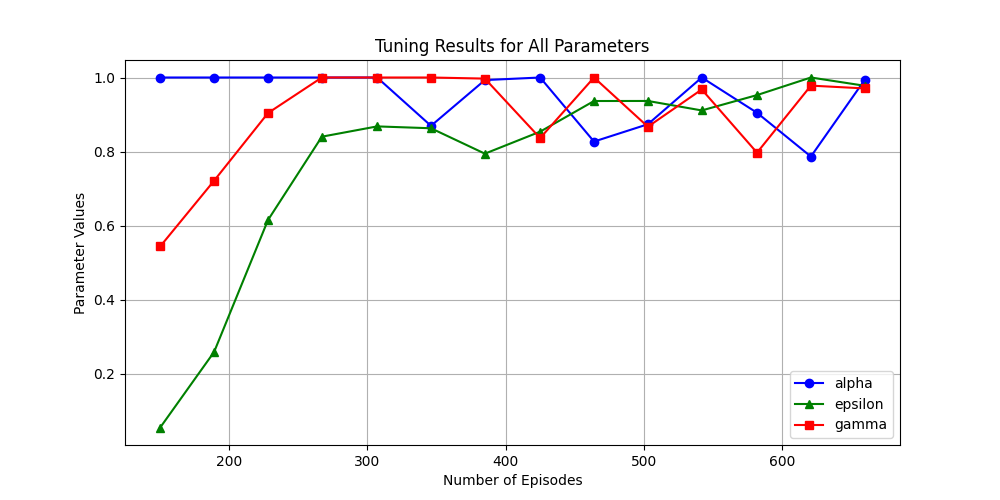 Tuning Results for All Parameters
Parameter Values
1.0
0.8
0.6
0.4
0.2
200 300 400 500 600
Number of Episodes
alpha
epsilon
gamma